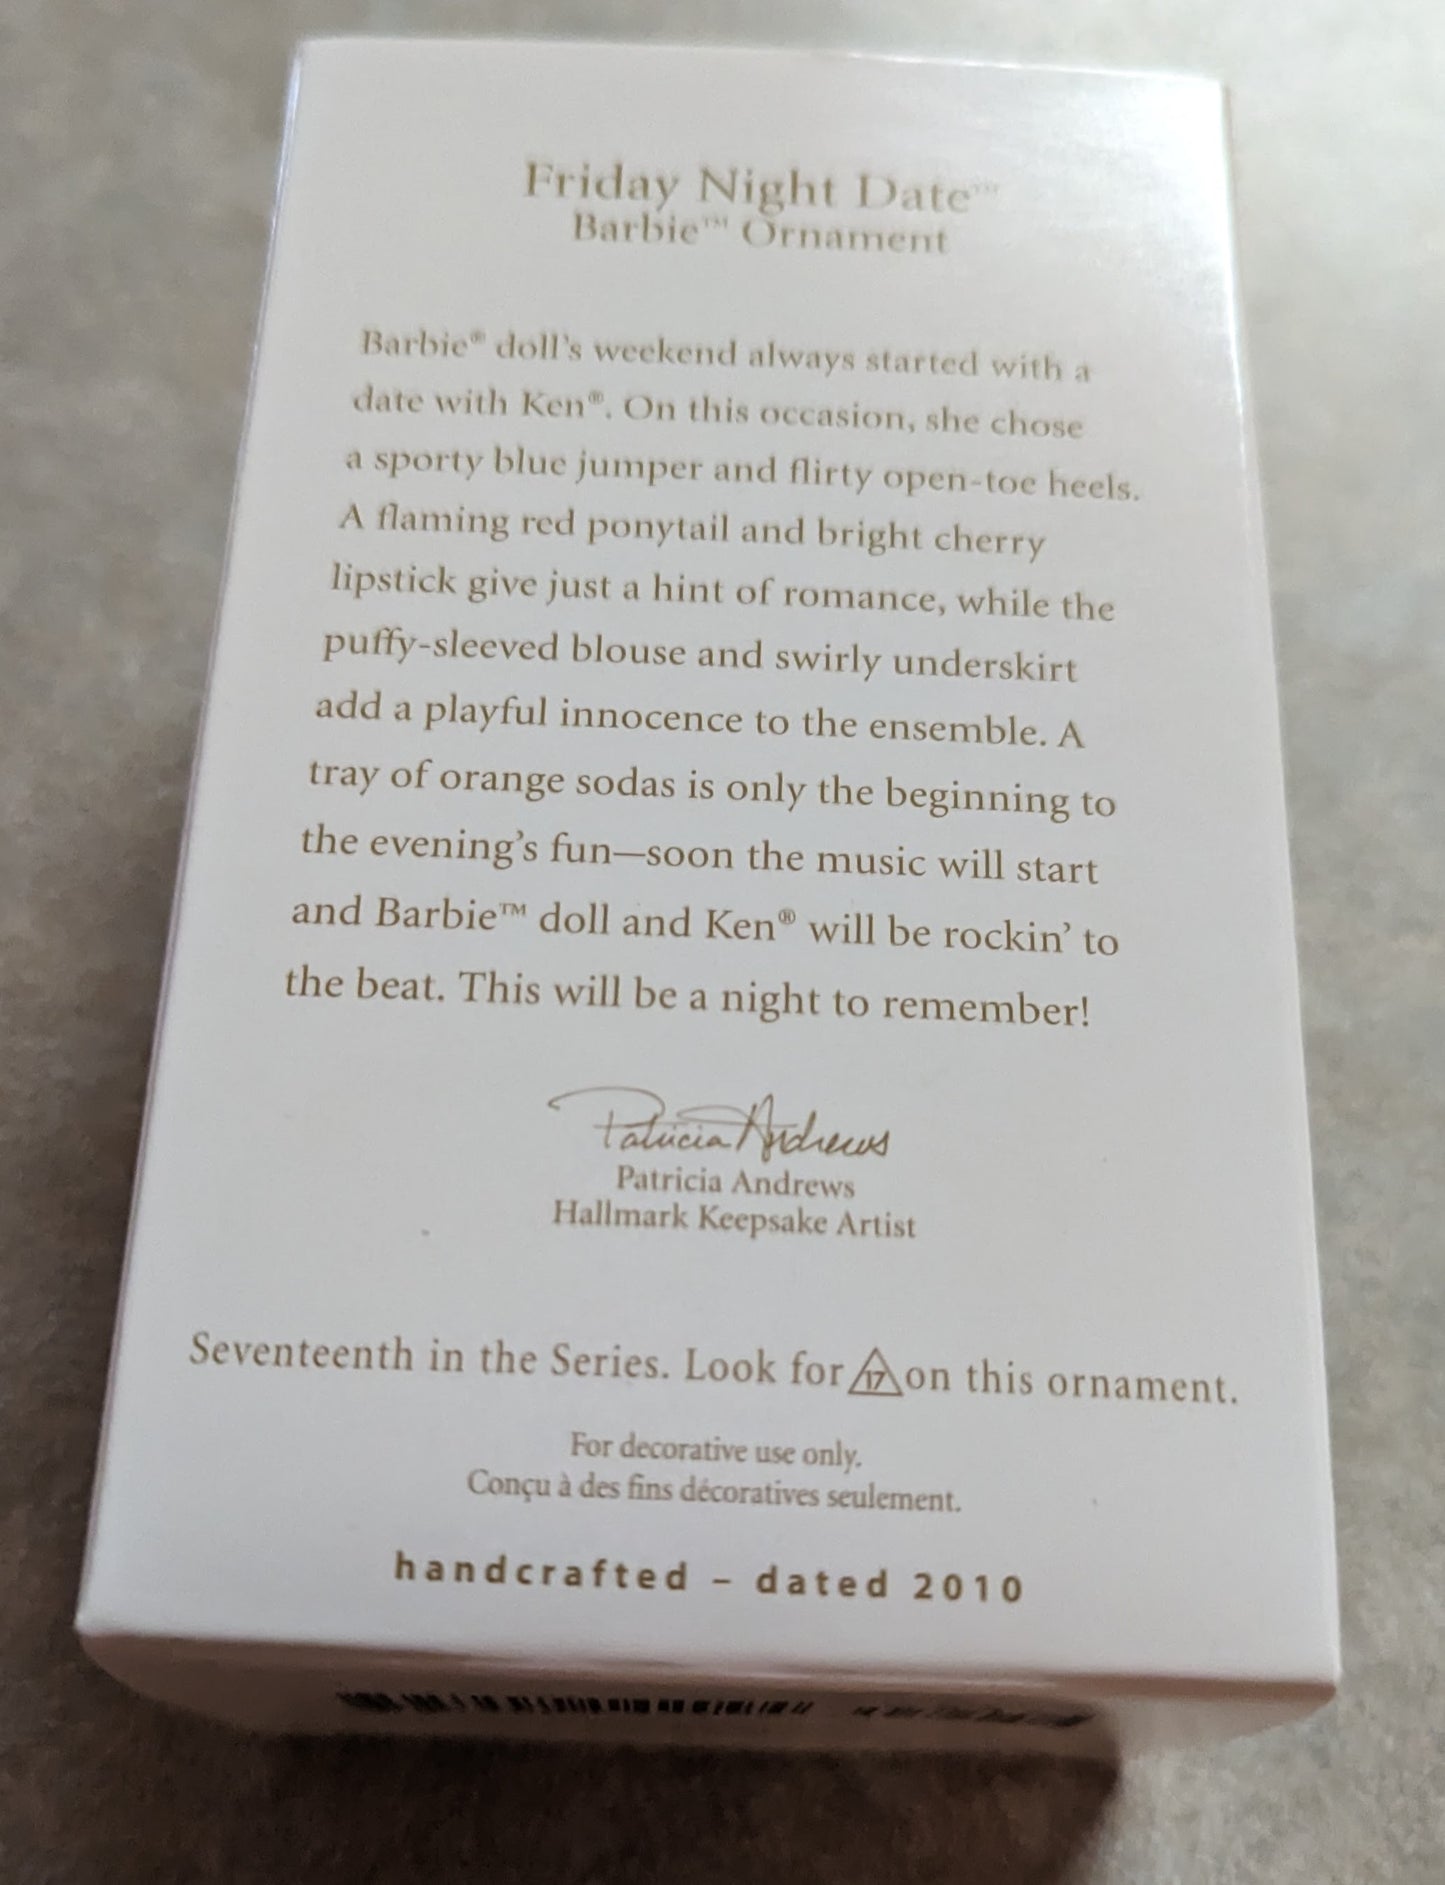 Friday Night Date™
Barbie™ Ornament
Barbie® doll's weekend always started with a
date with Ken®. On this occasion, she chose
a sporty blue jumper and flirty open-toe heels.
A flaming red ponytail and bright cherry
lipstick give just a hint of romance, while the
puffy-sleeved blouse and swirly underskirt
add a playful innocence to the ensemble. A
tray of orange sodas is only the beginning to
the evening's fun—soon the music will start
and Barbie™ doll and Ken® will be rockin' to
the beat. This will be a night to remember!
Patricia Andrews
Patricia Andrews
Hallmark Keepsake Artist
Seventeenth in the Series. Look for 17 on this ornament.
For decorative use only.
Conçu à des fins décoratives seulement.
handcrafted – dated 2010